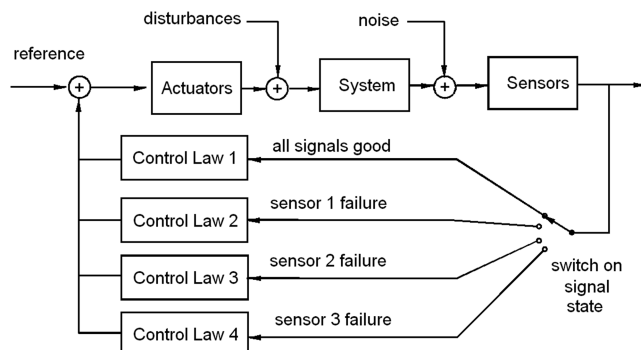 disturbances
noise
reference
+
Actuators
+
System
+
Sensors
Control Law 1
all signals good
Control Law 2
sensor 1 failure
Control Law 3
sensor 2 failure
Control Law 4
sensor 3 failure
switch on
signal
state